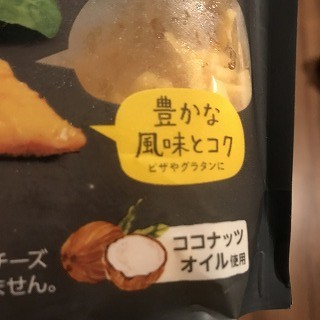 豊かな
風味とコク
ピザやグラタンに
ココナッツ
オイル使用
チーズ
ません。